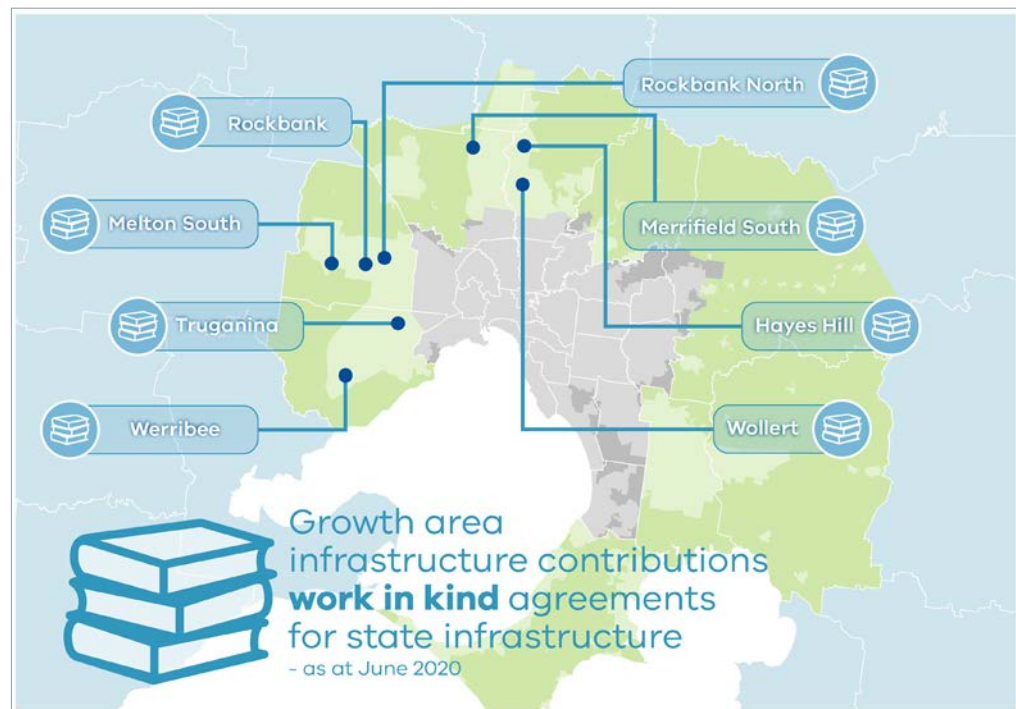 Rockbank North
Rockbank
Melton South
Merrifield South
Truganina
Hayes Hill
Werribee
Wollert
Growth area
infrastructure contributions
work in kind agreements
for state infrastructure
- as at June 2020